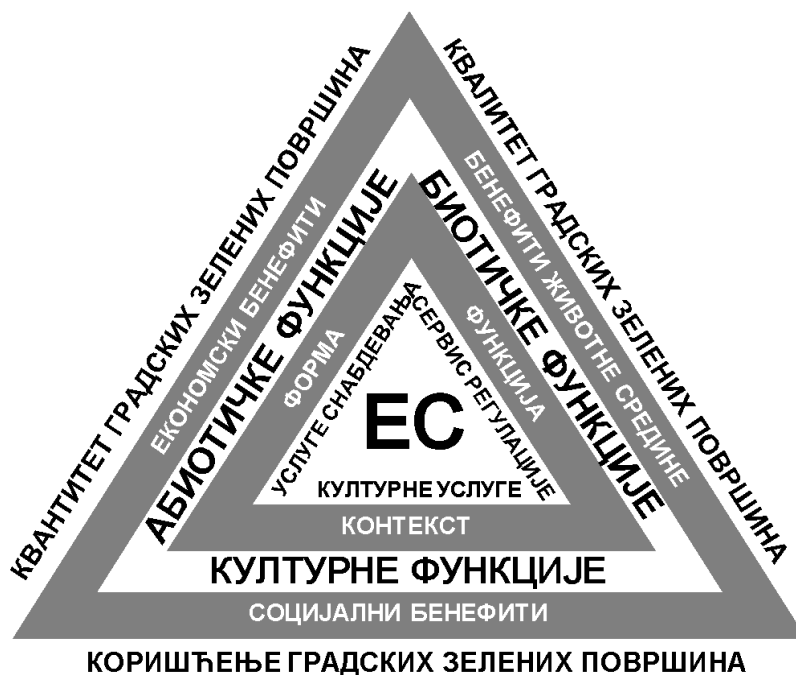 КВАНТИТЕТ ГРАДСКИХ ЗЕЛЕНИХ ПОВРШИНА
КВАЛИТЕТ ГРАДСКИХ ЗЕЛЕНИХ ПОВРШИНА
ЕКОНОМСКИ БЕНЕФИТИ
БЕНЕФИТИ ЖИВОТНЕ СРЕДИНЕ
АБИОТИЧКЕ ФУНКЦИЈЕ
БИОТИЧКЕ ФУНКЦИЈЕ
ФОРМА
ФУНКЦИЈА
УСЛУГЕ СНАБДЕВАЊА
СЕРВИС РЕГУЛАЦИЈЕ
ЕС
КУЛТУРНЕ УСЛУГЕ
КОНТЕКСТ
КУЛТУРНЕ ФУНКЦИЈЕ
СОЦИЈАЛНИ БЕНЕФИТИ
КОРИШЋЕЊЕ ГРАДСКИХ ЗЕЛЕНИХ ПОВРШИНА